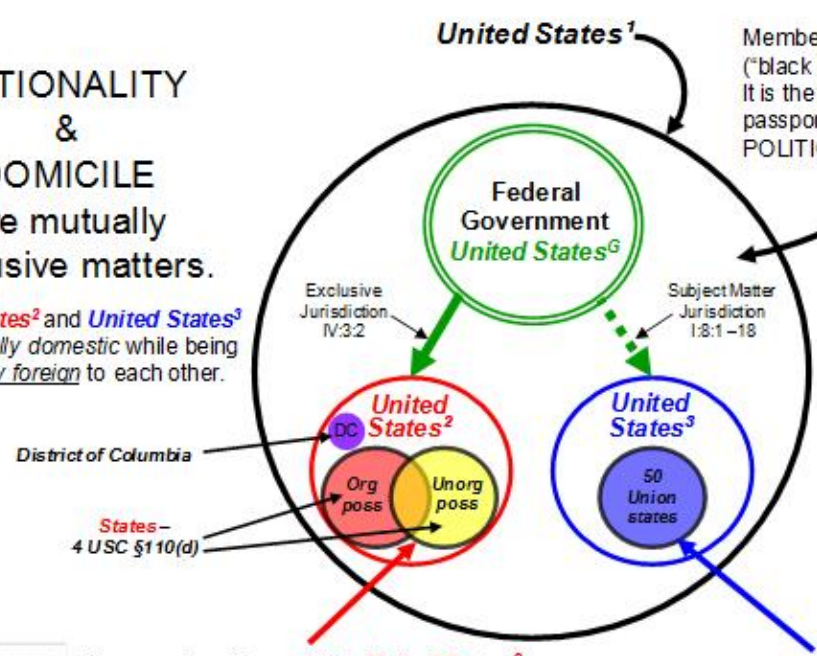 United States¹
TIONALITY
&
DOMICILE
e mutually
usive matters.
tes² and United States³
lly domestic while being
y foreign to each other.
Membe
("black
It is the
passpor
POLITI
Federal
Government
United Statesᴳ
Exclusive
Jurisdiction
IV:3:2
Subject Matter
Jurisdiction
I:8:1 –18
United
States²
DC
Org
poss
Unorg
poss
United
States³
50
Union
states
District of Columbia
States –
4 USC §110(d)